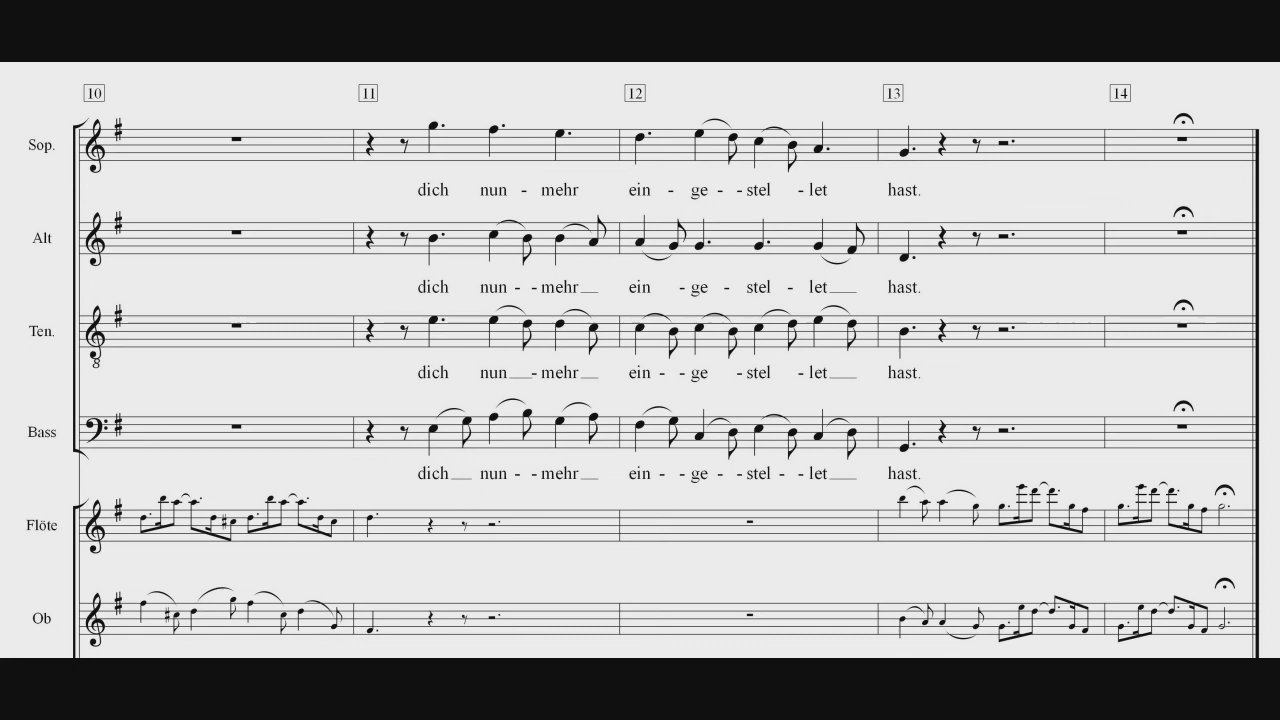 10 11 12 13 14
Sop.
dich nun - mehr ein - ge - - stel - let hast.
Alt
dich nun - - mehr ein - ge - stel - let hast.
Ten.
8
dich nun - mehr ein - - ge - stel - let hast.
Bass
dich nun - - mehr ein - - ge - - stel - - let hast.
Flöte
Ob